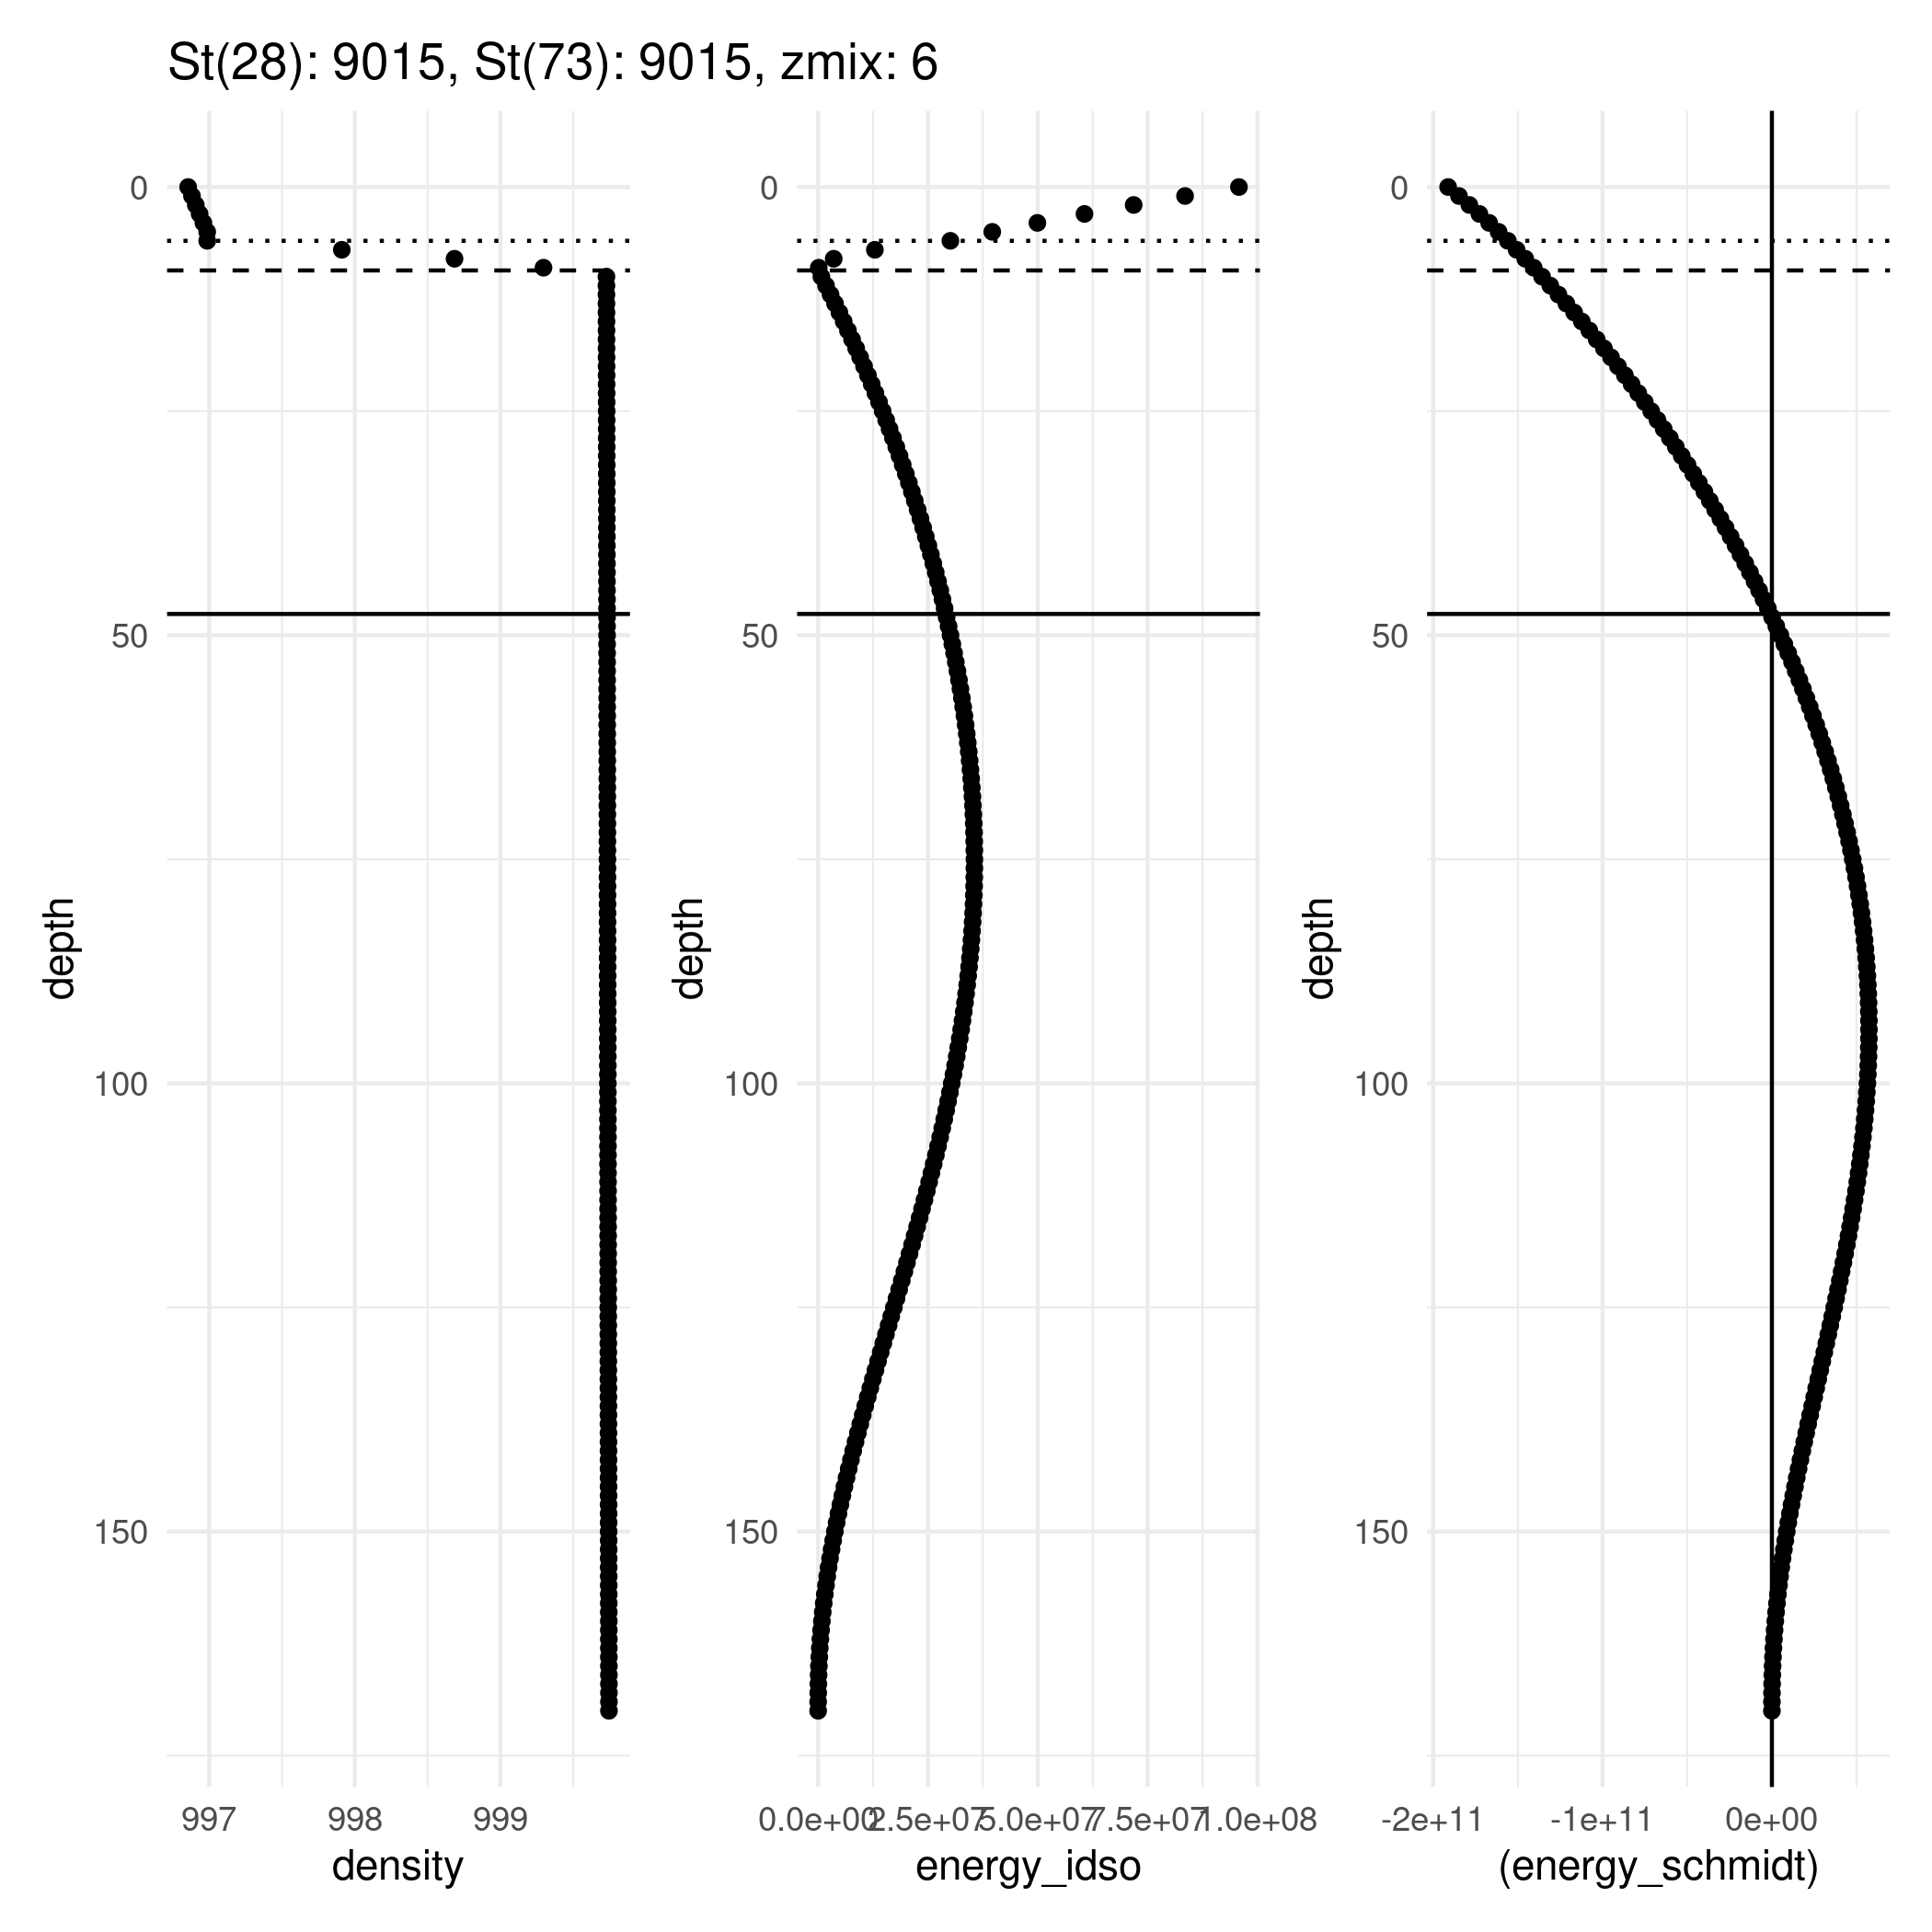 St(28): 9015, St(73): 9015, zmix: 6
depth
0
50
100
150
997 998 999
density
depth
0
50
100
150
0.0e+00 2.5e+07 5.0e+07 7.5e+07 1.0e+08
energy_idso
depth
0
50
100
150
-2e+11 -1e+11 0e+00
(energy_schmidt)